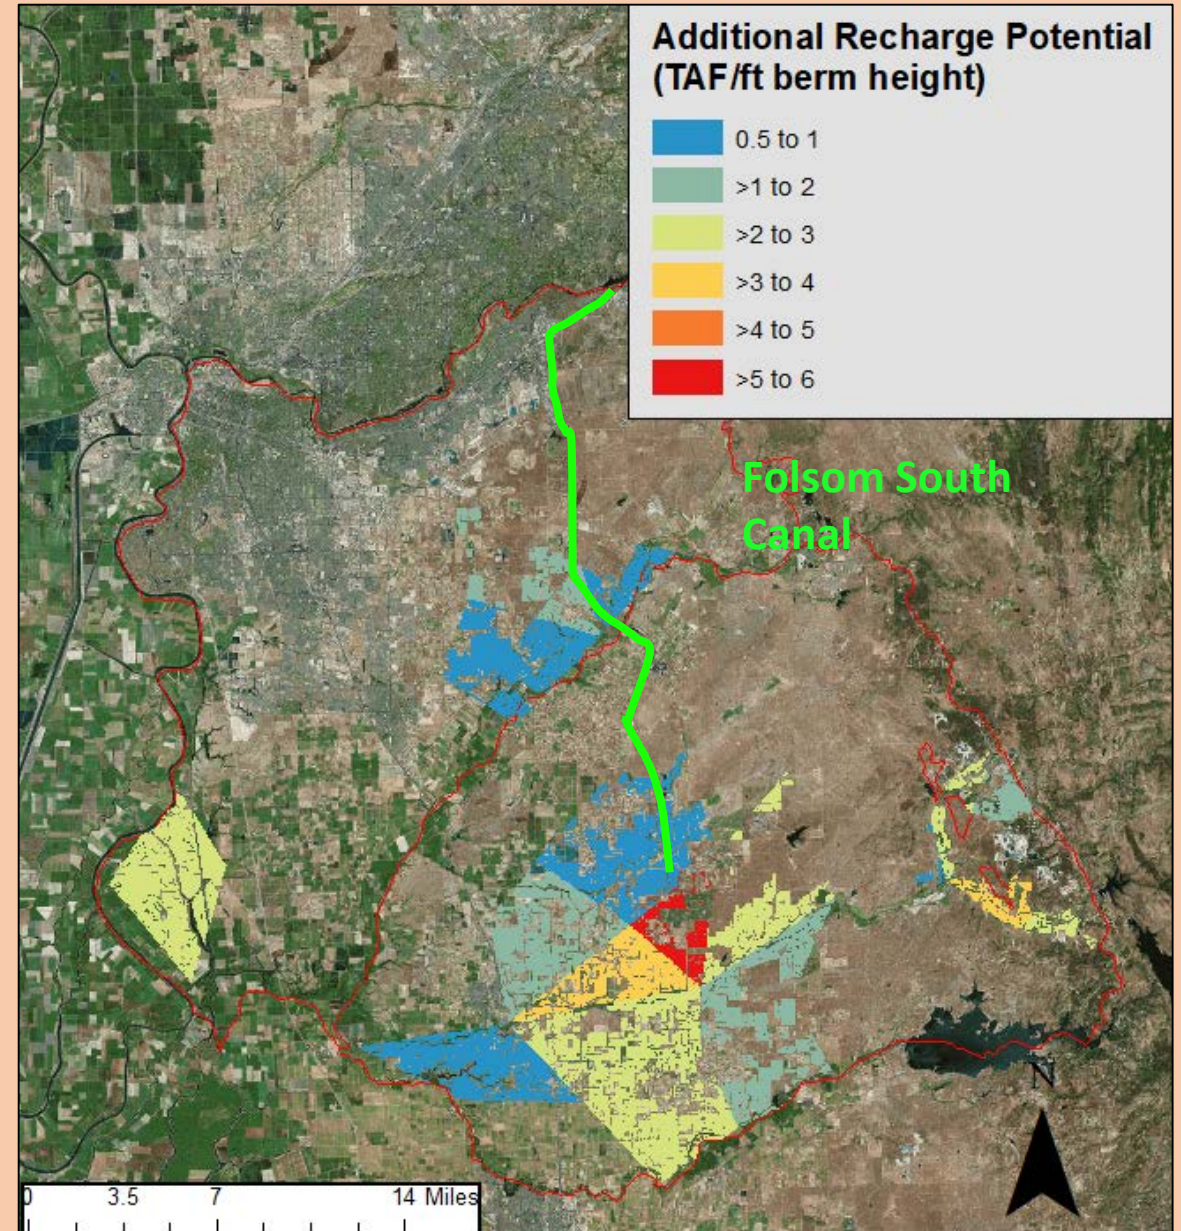 Additional Recharge Potential
(TAF/ft berm height)
0.5 to 1
>1 to 2
>2 to 3
>3 to 4
>4 to 5
>5 to 6
Folsom South
Canal
N
0 3.5 7 14 Miles